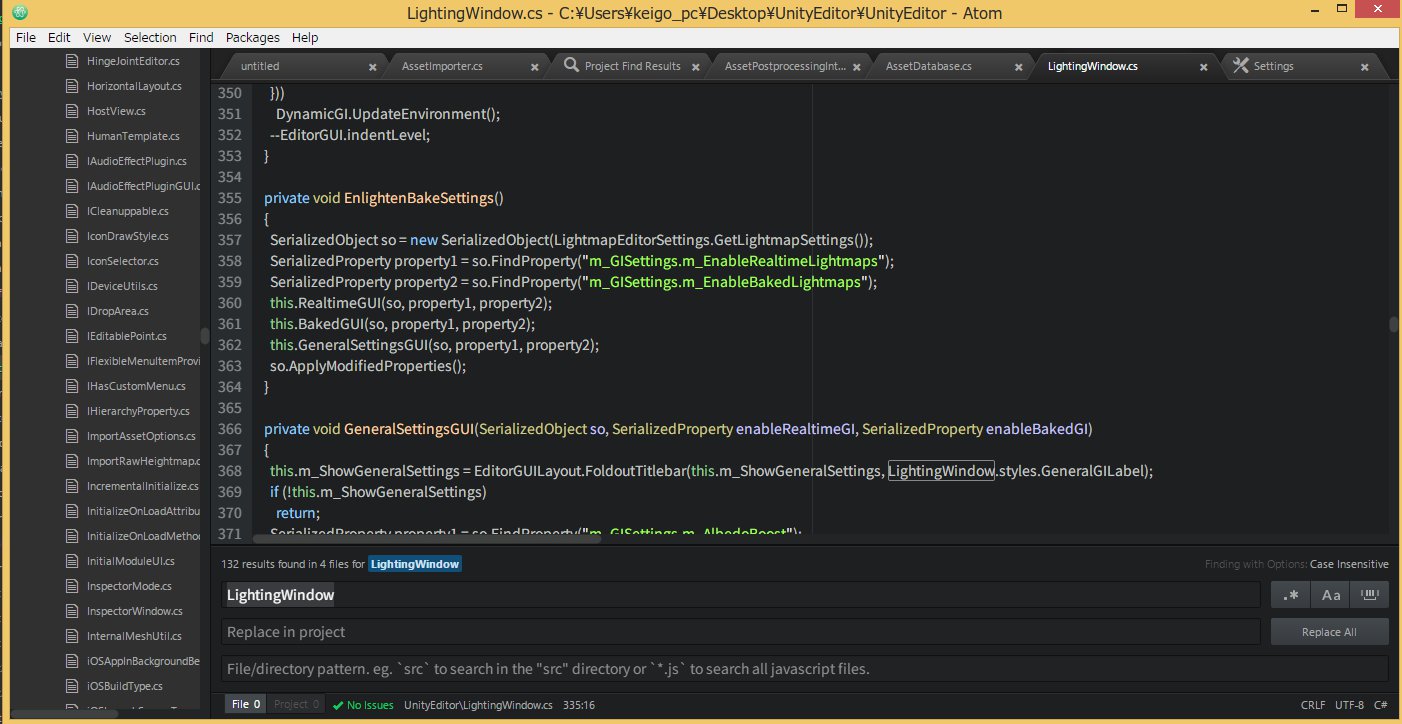 LightingWindow.cs - C:¥Users¥keigo_pc¥Desktop¥UnityEditor¥UnityEditor - Atom
File Edit View Selection Find Packages Help
HingeJointEditor.cs
HorizontalLayout.cs
HostView.cs
HumanTemplate.cs
IAudioEffectPlugin.cs
IAudioEffectPluginGUI.c
ICleanuppable.cs
IconDrawStyle.cs
IconSelector.cs
IDeviceUtils.cs
IDropArea.cs
IEditablePoint.cs
IFlexibleMenuItemProvi
IHasCustomMenu.cs
IHierarchyProperty.cs
ImportAssetOptions.cs
ImportRawHeightmap.c
IncrementalInitialize.cs
InitializeOnLoadAttribu
InitializeOnLoadMethod
InitialModuleUI.cs
InspectorMode.cs
InspectorWindow.cs
InternalMeshUtil.cs
iOSAppInBackgroundBe
iOSBuildType.cs
untitled AssetImporter.cs Project Find Results AssetPostprocessingInt... AssetDatabase.cs LightingWindow.cs Settings
350 }))
351 DynamicGI.UpdateEnvironment();
352 --EditorGUI.indentLevel;
353 }
354
355 private void EnlightenBakeSettings()
356 {
357 SerializedObject so = new SerializedObject(LightmapEditorSettings.GetLightmapSettings());
358 SerializedProperty property1 = so.FindProperty("m_GISettings.m_EnableRealtimeLightmaps");
359 SerializedProperty property2 = so.FindProperty("m_GISettings.m_EnableBakedLightmaps");
360 this.RealtimeGUI(so, property1, property2);
361 this.BakedGUI(so, property1, property2);
362 this.GeneralSettingsGUI(so, property1, property2);
363 so.ApplyModifiedProperties();
364 }
365
366 private void GeneralSettingsGUI(SerializedObject so, SerializedProperty enableRealtimeGI, SerializedProperty enableBakedGI)
367 {
368 this.m_ShowGeneralSettings = EditorGUILayout.FoldoutTitlebar(this.m_ShowGeneralSettings, LightingWindow.styles.GeneralGILabel);
369 if (!this.m_ShowGeneralSettings)
370 return;
371 SerializedProperty property1 = so.FindProperty("m_GISettings.m_AlbedoBoost");
132 results found in 4 files for LightingWindow
Finding with Options: Case Insensitive
LightingWindow
.* Aa
Replace in project
Replace All
File/directory pattern. eg. `src` to search in the "src" directory or `*.js` to search all javascript files.
File 0 Project 0 No Issues UnityEditor\LightingWindow.cs 335:16 CRLF UTF-8 C#